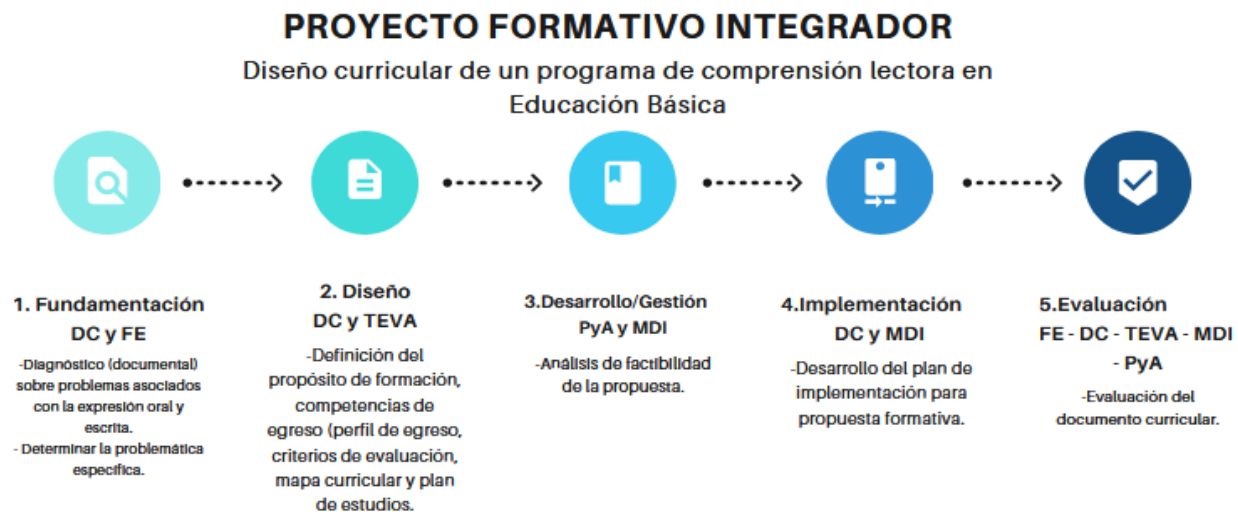 PROYECTO FORMATIVO INTEGRADOR
Diseño curricular de un programa de comprensión lectora en
Educación Básica
1. Fundamentación
DC y FE
-Diagnóstico (documental)
sobre problemas asociados
con la expresión oral y
escrita.
- Determinar la problemática
específica.
2. Diseño
DC y TEVA
-Definición del
propósito de formación,
competencias de
egreso (perfil de egreso,
criterios de evaluación,
mapa curricular y plan
de estudios.
3.Desarrollo/Gestión
PyA y MDI
-Análisis de factibilidad
de la propuesta.
4.Implementación
DC y MDI
-Desarrollo del plan de
implementación para
propuesta formativa.
5.Evaluación
FE - DC - TEVA - MDI
- PyA
-Evaluación del
documento curricular.